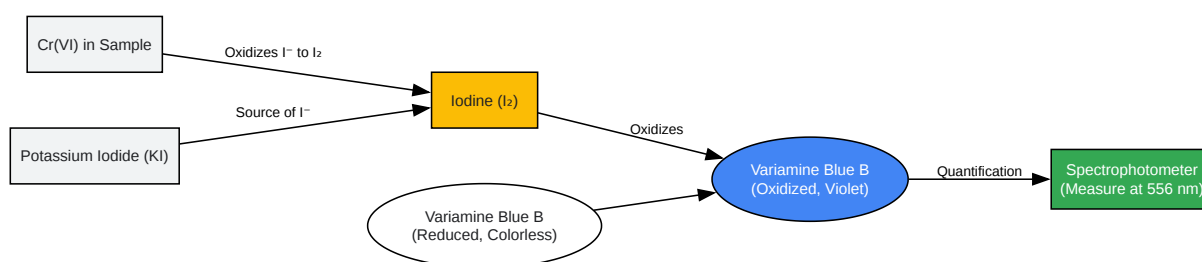 Cr(VI) in Sample
Oxidizes I⁻ to I₂
Source of I⁻
Potassium Iodide (KI)
Iodine (I₂)
Oxidizes
Variamine Blue B
(Reduced, Colorless)
Variamine Blue B
(Oxidized, Violet)
Quantification
Spectrophotometer
(Measure at 556 nm)